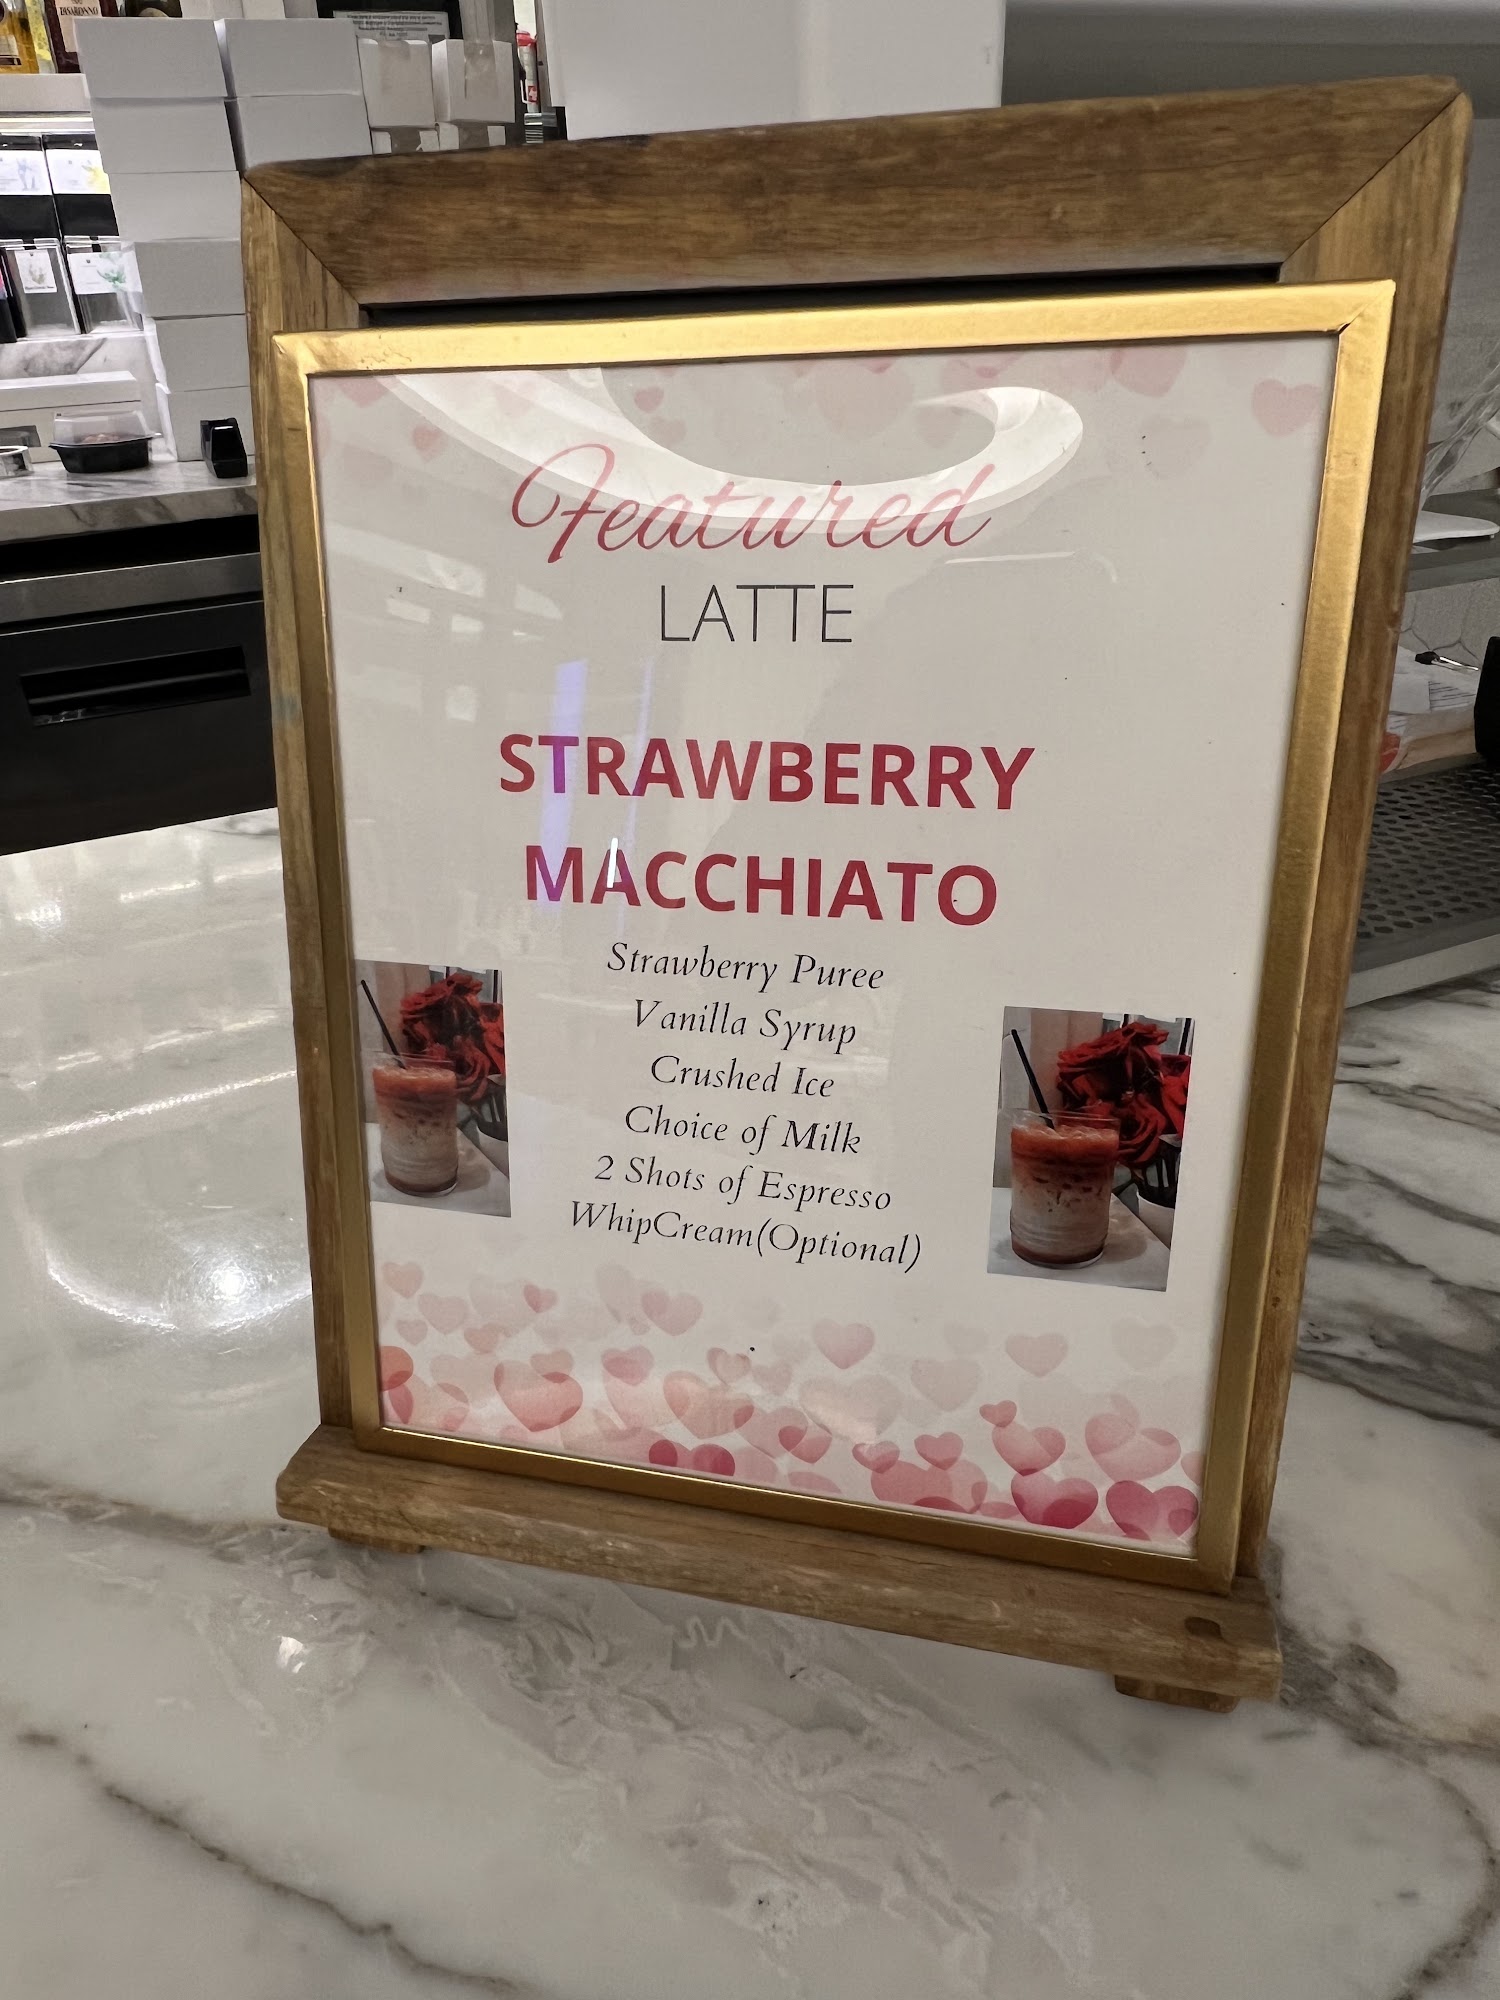 DISARONNO
Featured
LATTE
STRAWBERRY
MACCHIATO
Strawberry Puree
Vanilla Syrup
Crushed Ice
Choice of Milk
2 Shots of Espresso
WhipCream(Optional)